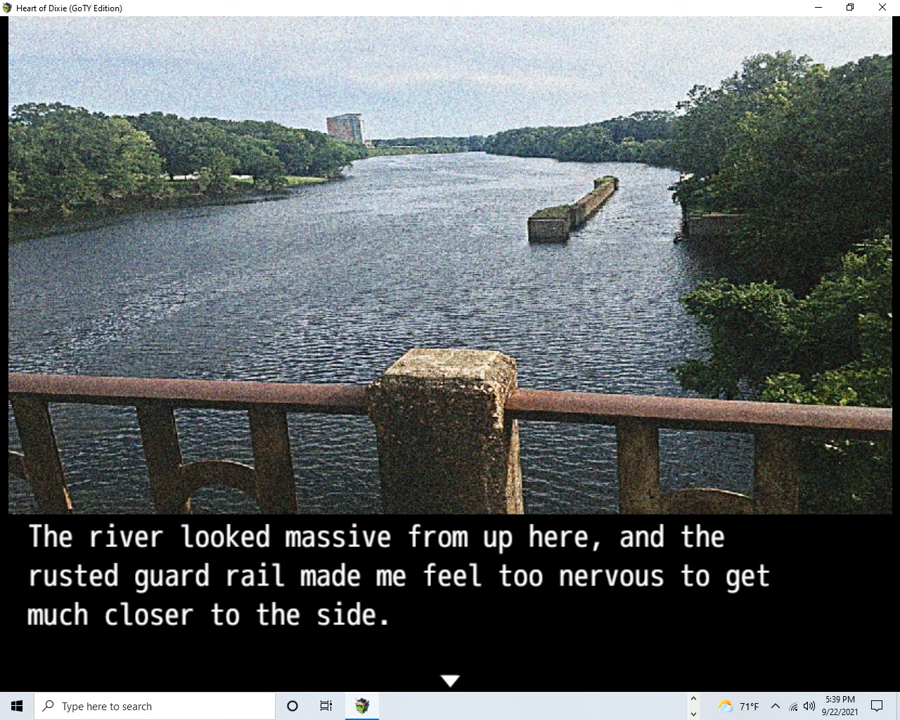 Heart of Dixie (GoTY Edition)
The river looked massive from up here, and the
rusted guard rail made me feel too nervous to get
much closer to the side.
Type here to search
71°F
5:39 PM
9/22/2021